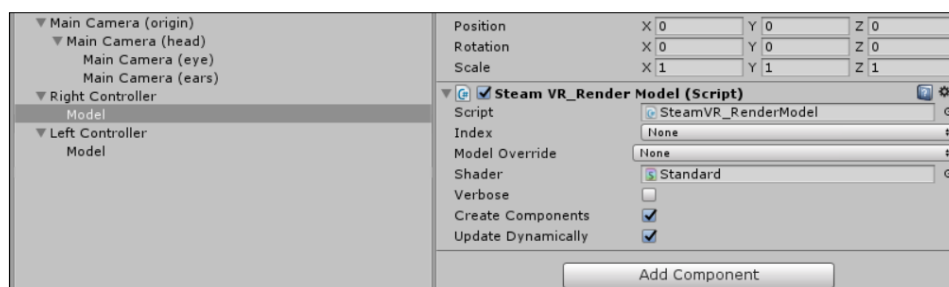 Main Camera (origin)
Main Camera (head)
Main Camera (eye)
Main Camera (ears)
Right Controller
Model
Left Controller
Model
Position X 0 Y 0 Z 0
Rotation X 0 Y 0 Z 0
Scale X 1 Y 1 Z 1
Steam VR_Render Model (Script)
Script SteamVR_RenderModel
Index None
Model Override None
Shader Standard
Verbose
Create Components
Update Dynamically
Add Component